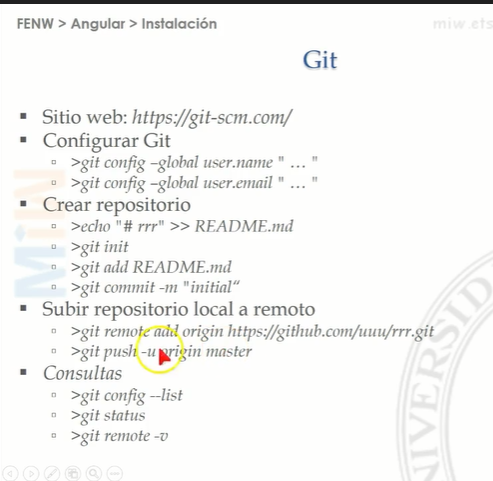 FENW > Angular > Instalación
miw.ets
Git
Sitio web: https://git-scm.com/
Configurar Git
>git config –global user.name " … "
>git config –global user.email " … "
Crear repositorio
>echo "# rrr" >> README.md
>git init
>git add README.md
>git commit -m "initial“
Subir repositorio local a remoto
>git remote add origin https://github.com/uuu/rrr.git
>git push -u origin master
Consultas
>git config --list
>git status
>git remote -v
MiW
IVERSID